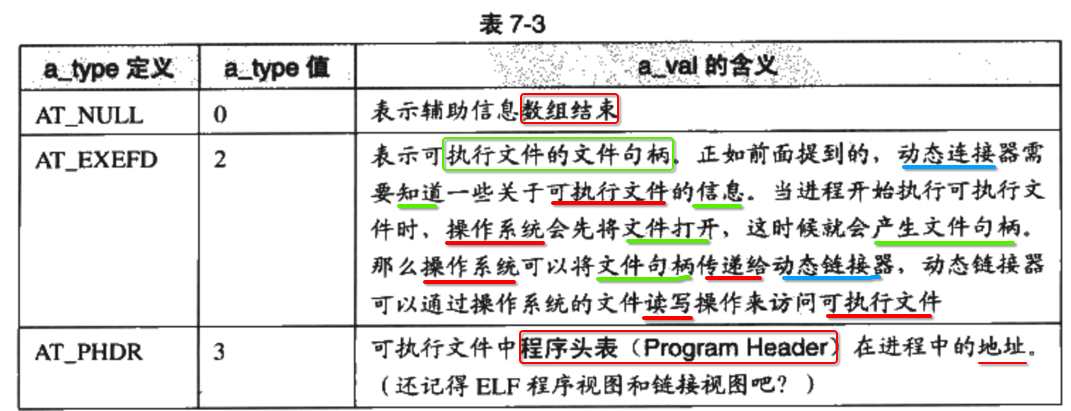 表 7-3
a_type 定义 a_type 值 a_val 的含义
AT_NULL 0 表示辅助信息数组结束
AT_EXEFD 2 表示可执行文件的文件句柄。正如前面提到的，动态连接器需
要知道一些关于可执行文件的信息。当进程开始执行可执行文
件时，操作系统会先将文件打开，这时候就会产生文件句柄。
那么操作系统可以将文件句柄传递给动态链接器，动态链接器
可以通过操作系统的文件读写操作来访问可执行文件
AT_PHDR 3 可执行文件中程序头表（Program Header）在进程中的地址。
（还记得 ELF 程序视图和链接视图吧？）